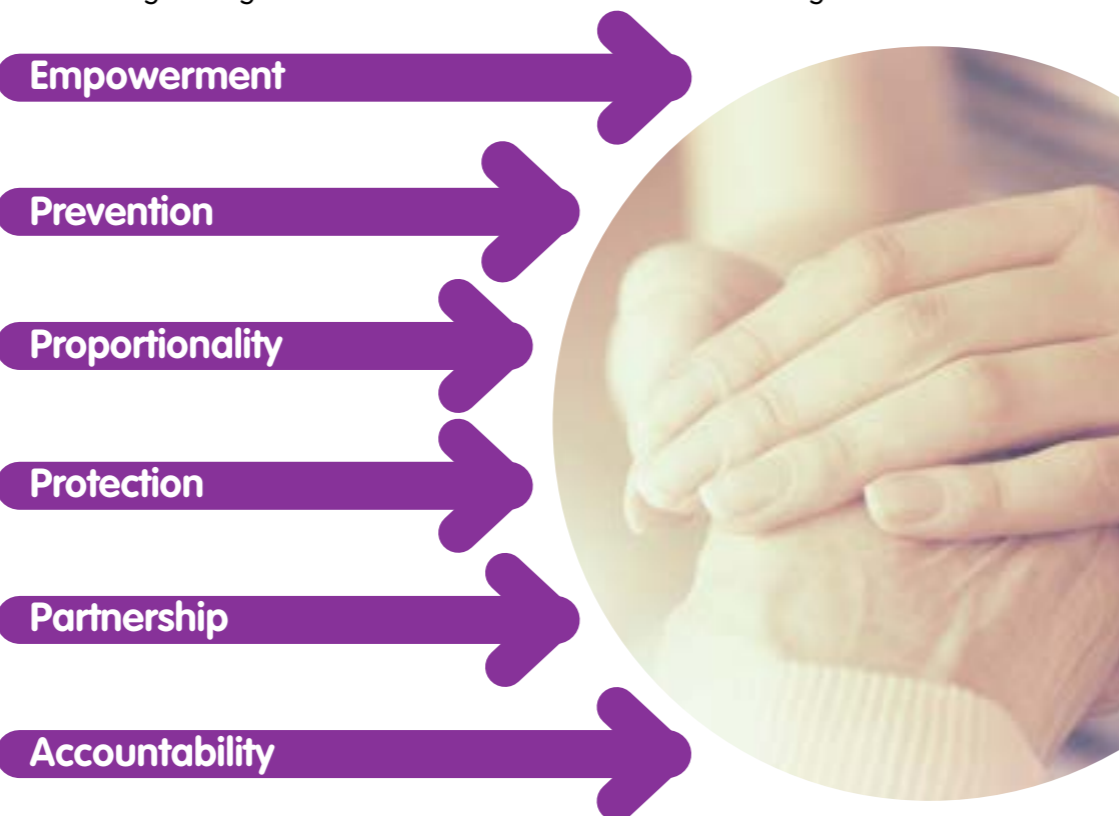 Empowerment
Prevention
Proportionality
Protection
Partnership
Accountability